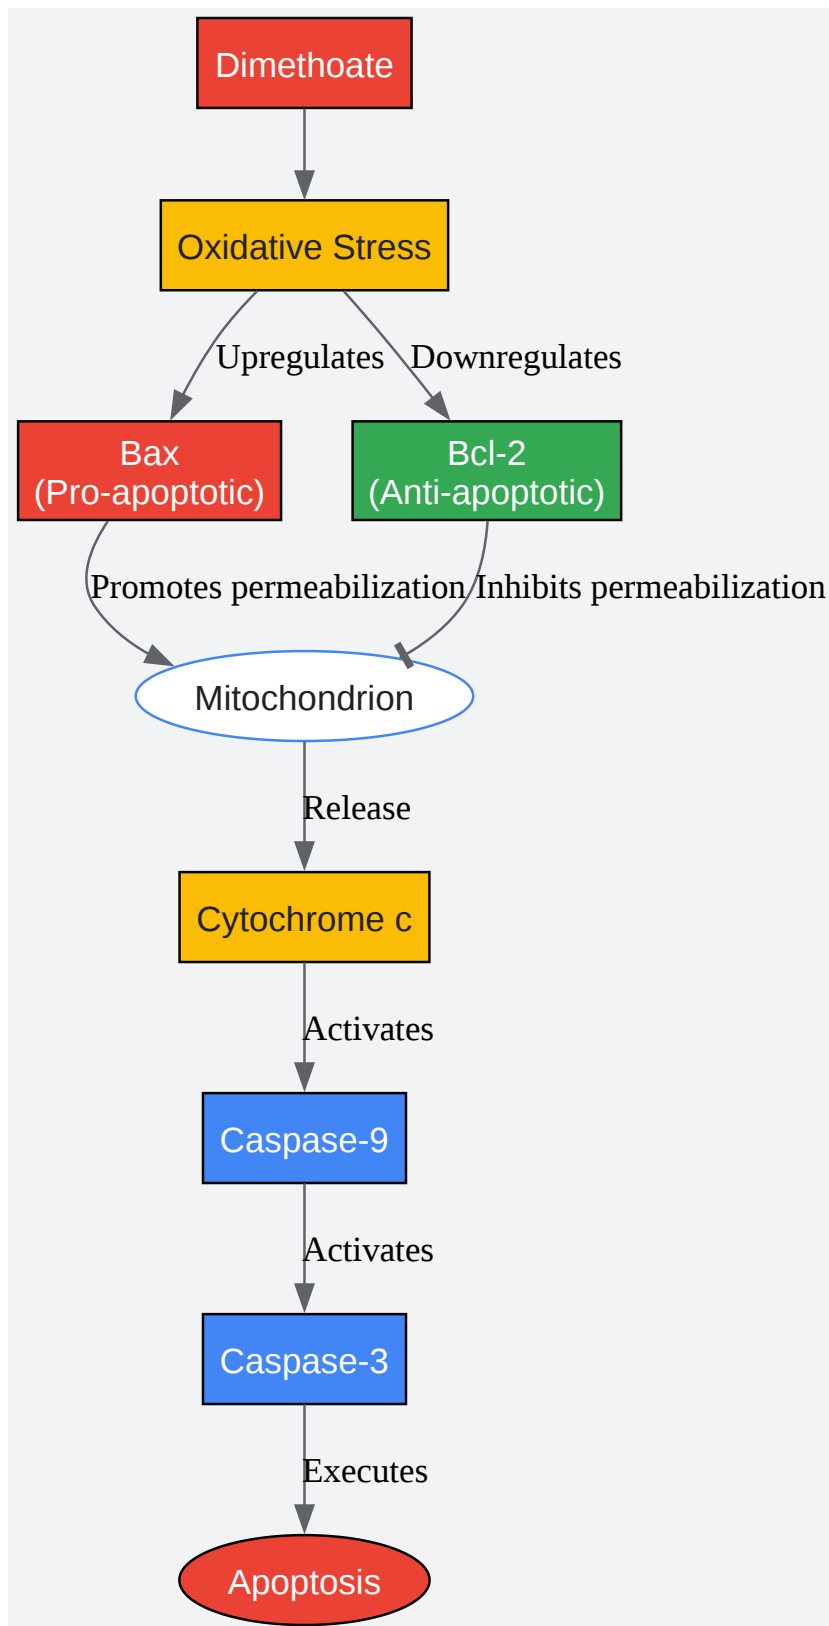 Dimethoate
Oxidative Stress
Upregulates
Downregulates
Bax
(Pro-apoptotic)
Bcl-2
(Anti-apoptotic)
Promotes permeabilization
Inhibits permeabilization
Mitochondrion
Release
Cytochrome c
Activates
Caspase-9
Activates
Caspase-3
Executes
Apoptosis